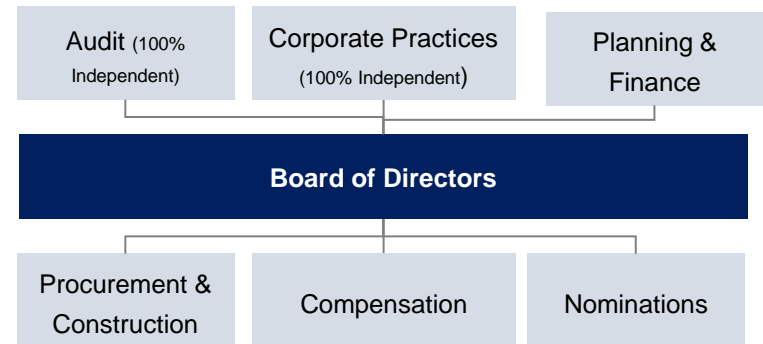 Audit (100%
Independent)
Corporate Practices
(100% Independent)
Planning &
Finance
Board of Directors
Procurement &
Construction
Compensation
Nominations